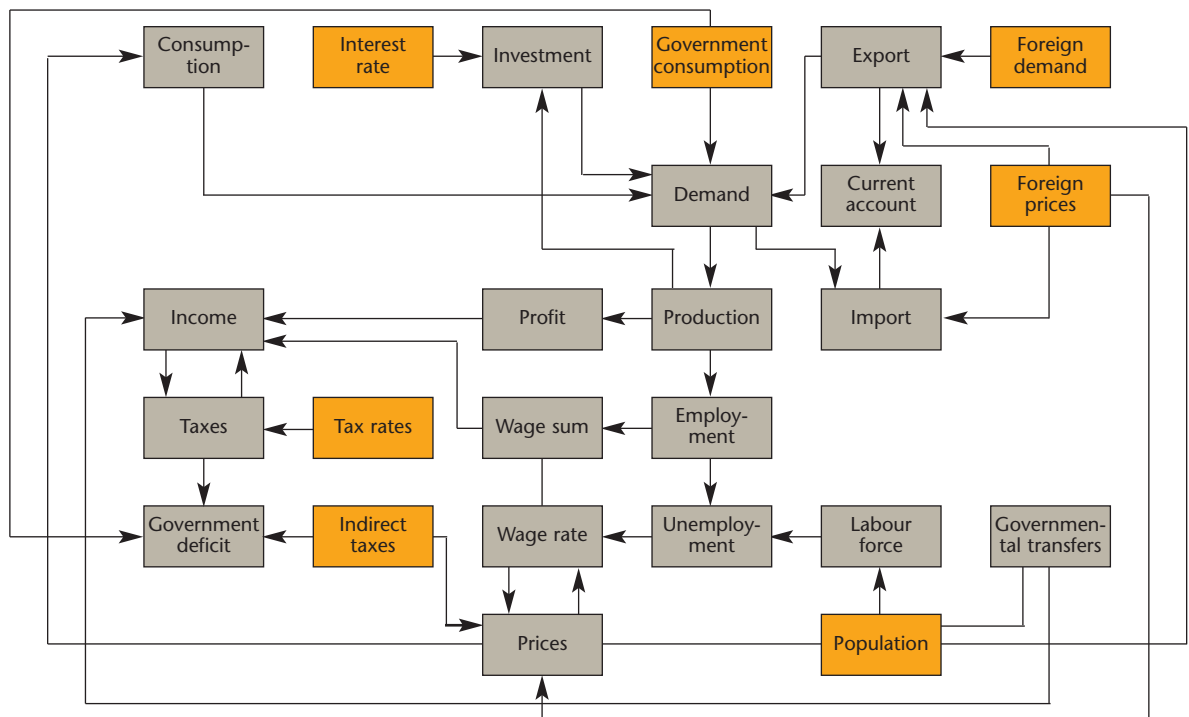 Consump-
tion
Interest
rate
Investment
Government
consumption
Export
Foreign
demand
Demand
Current
account
Foreign
prices
Income
Profit
Production
Import
Taxes
Tax rates
Wage sum
Employ-
ment
Government
deficit
Indirect
taxes
Wage rate
Unemploy-
ment
Labour
force
Governmen-
tal transfers
Prices
Population